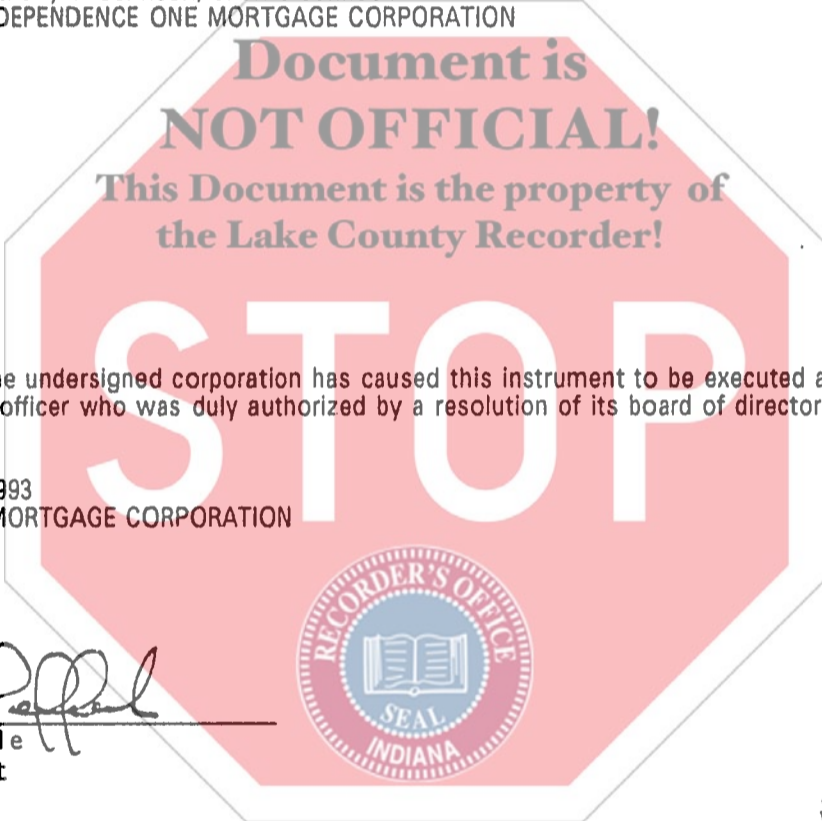 DEPENDENCE ONE MORTGAGE CORPORATION
Document is
NOT OFFICIAL!
This Document is the property of
the Lake County Recorder!
STOP
e undersigned corporation has caused this instrument to be executed a
officer who was duly authorized by a resolution of its board of director
993
MORTGAGE CORPORATION
RECORDER'S OFFICE
SEAL
INDIANA
le
t